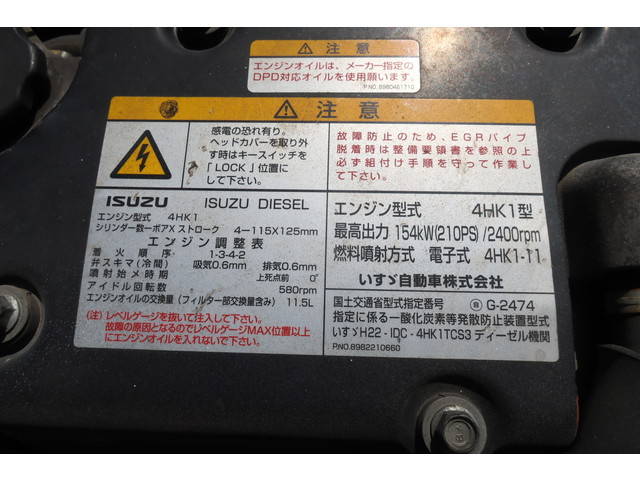 注意
エンジンオイルは、メーカー指定の
DPD対応オイルを使用願います。
P.NO.8980461710
注意
感電の恐れ有り。
ヘッドカバーを取り外
す時はキースイッチを
「LOCK」位置に
して下さい。
故障防止のため、EGRパイプ
脱着時は整備要領書を参照の上
必ず組付け手順を守って作業し
て下さい。
ISUZU ISUZU DIESEL
エンジン型式 4HK1
シリンダー数ーボアXストローク 4-115X125mm
エンジン調整表
着火順序 1-3-4-2
弁スキマ(冷間) 吸気0.6mm 排気0.6mm
噴射始メ時期 上死点前 0°
アイドル回転数 580rpm
エンジンオイルの交換量(フィルター部交換含み) 11.5L
(注)レベルゲージを抜いて注入して下さい。
故障の原因となるのでレベルゲージMAX位置以上
にエンジンオイルを入れないで下さい。
エンジン型式 4HK1型
最高出力 154kW(210PS)/2400rpm
燃料噴射方式 電子式 4HK1-T1
いすゞ自動車株式会社
国土交通省型式指定番号 G-2474
指定に係る一酸化炭素等発散防止装置型式
いすゞH22-IDC-4HK1TCS3 ディーゼル機関
P.NO.8982210660